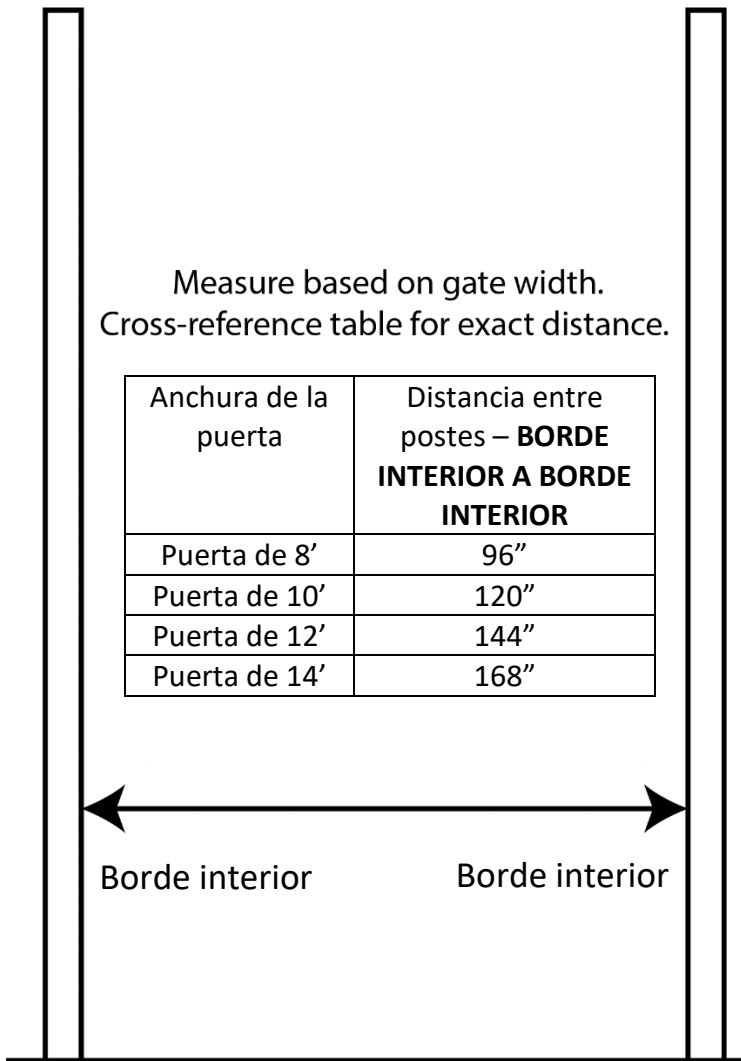 Measure based on gate width.
Cross-reference table for exact distance.
Anchura de la
puerta
Distancia entre
postes – BORDE
INTERIOR A BORDE
INTERIOR
Puerta de 8’ 96”
Puerta de 10’ 120”
Puerta de 12’ 144”
Puerta de 14’ 168”
Borde interior Borde interior